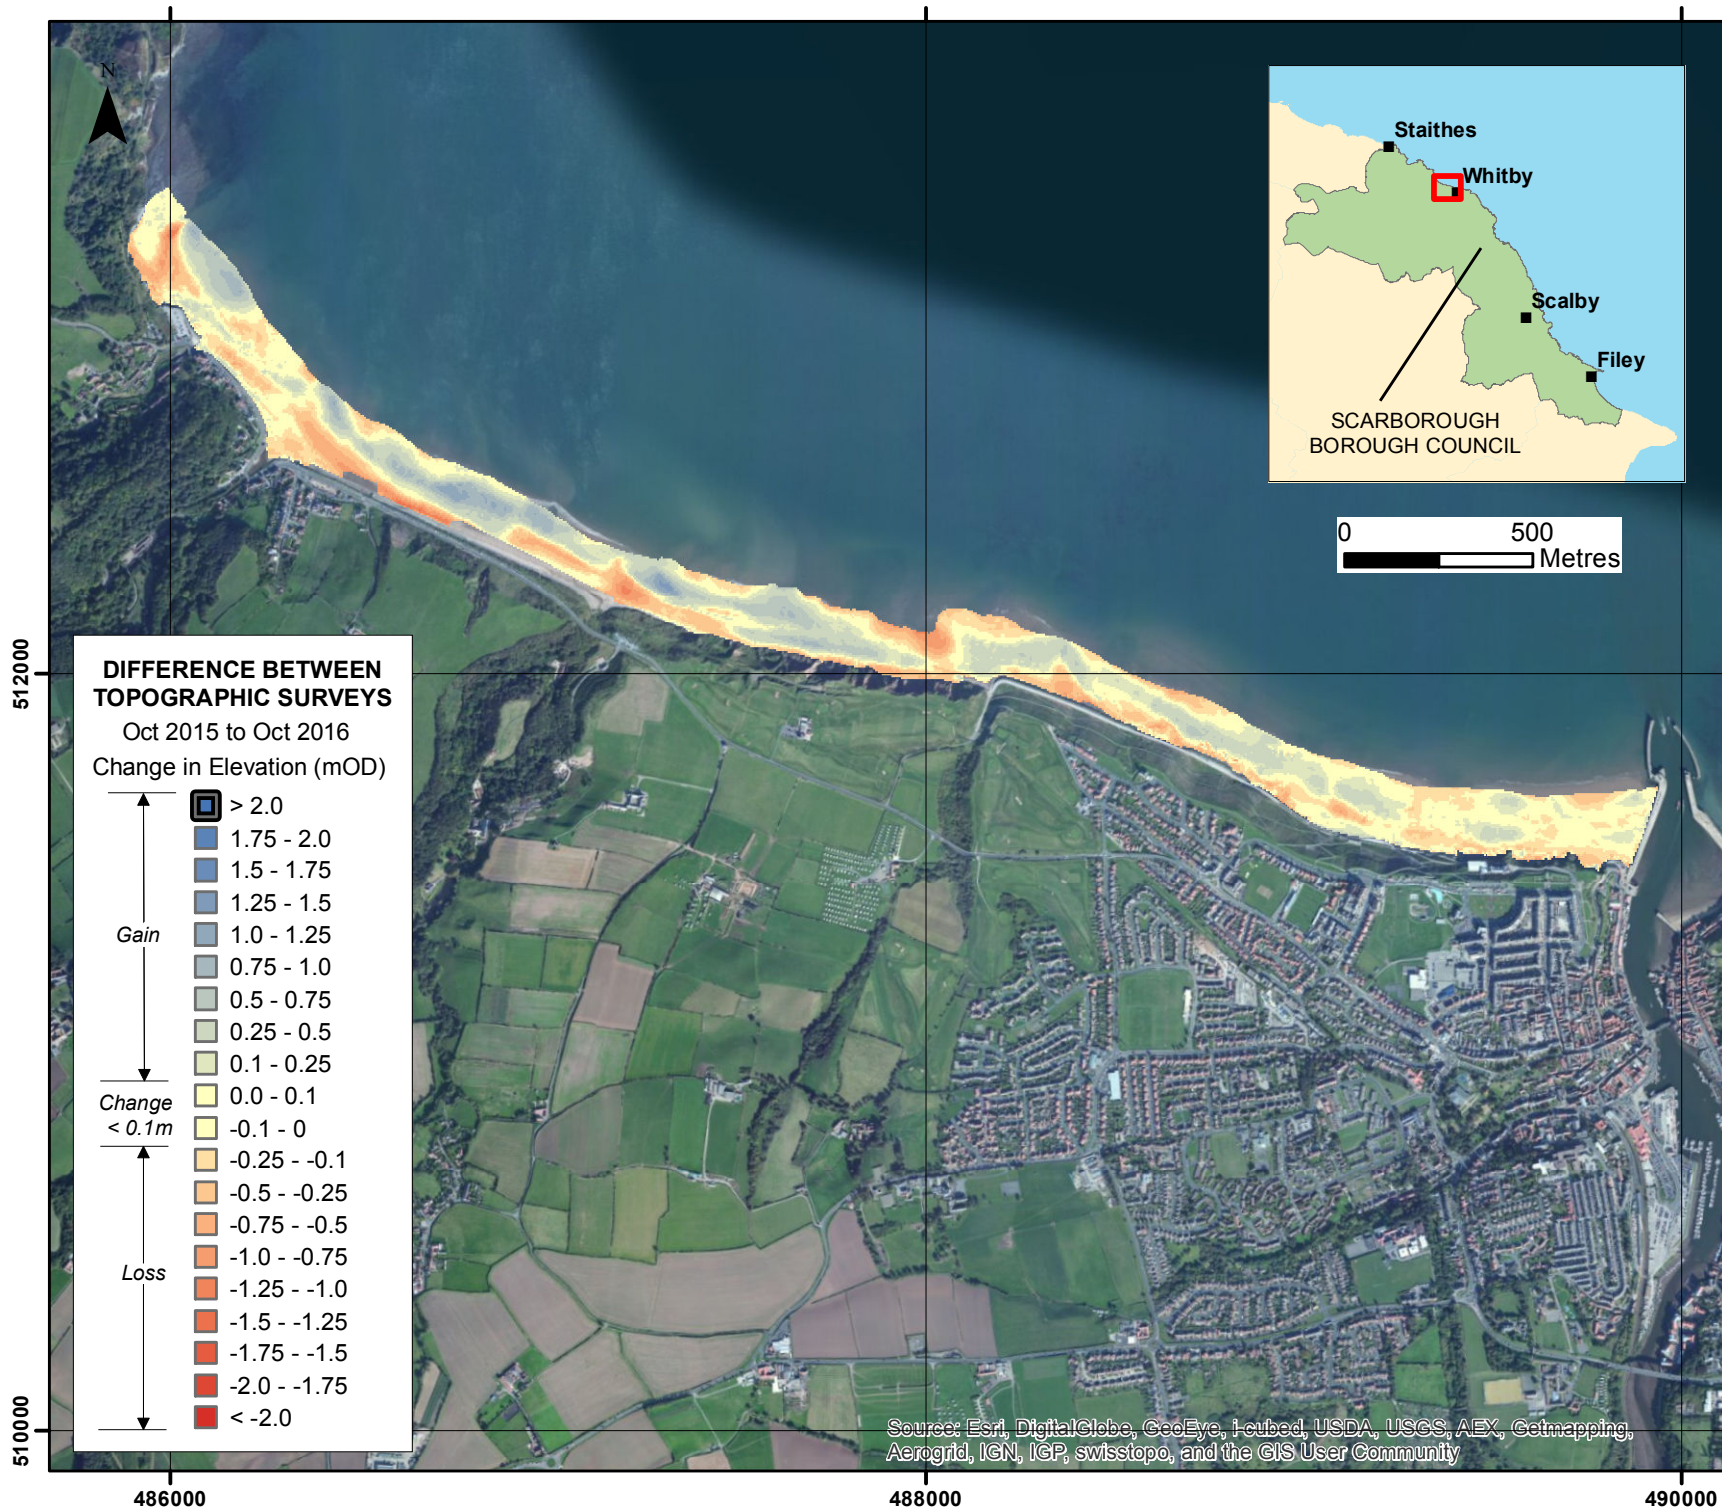 N
Staithes
Whitby
Scalby
Filey
SCARBOROUGH
BOROUGH COUNCIL
0 500
Metres
512000
510000
DIFFERENCE BETWEEN
TOPOGRAPHIC SURVEYS
Oct 2015 to Oct 2016
Change in Elevation (mOD)
> 2.0
1.75 - 2.0
1.5 - 1.75
1.25 - 1.5
Gain
1.0 - 1.25
0.75 - 1.0
0.5 - 0.75
0.25 - 0.5
0.1 - 0.25
Change
< 0.1m
0.0 - 0.1
-0.1 - 0
-0.25 - -0.1
-0.5 - -0.25
-0.75 - -0.5
-1.0 - -0.75
Loss
-1.25 - -1.0
-1.5 - -1.25
-1.75 - -1.5
-2.0 - -1.75
< -2.0
Source: Esri, DigitalGlobe, GeoEye, i-cubed, USDA, USGS, AEX, Getmapping,
Aerogrid, IGN, IGP, swisstopo, and the GIS User Community
486000 488000 490000